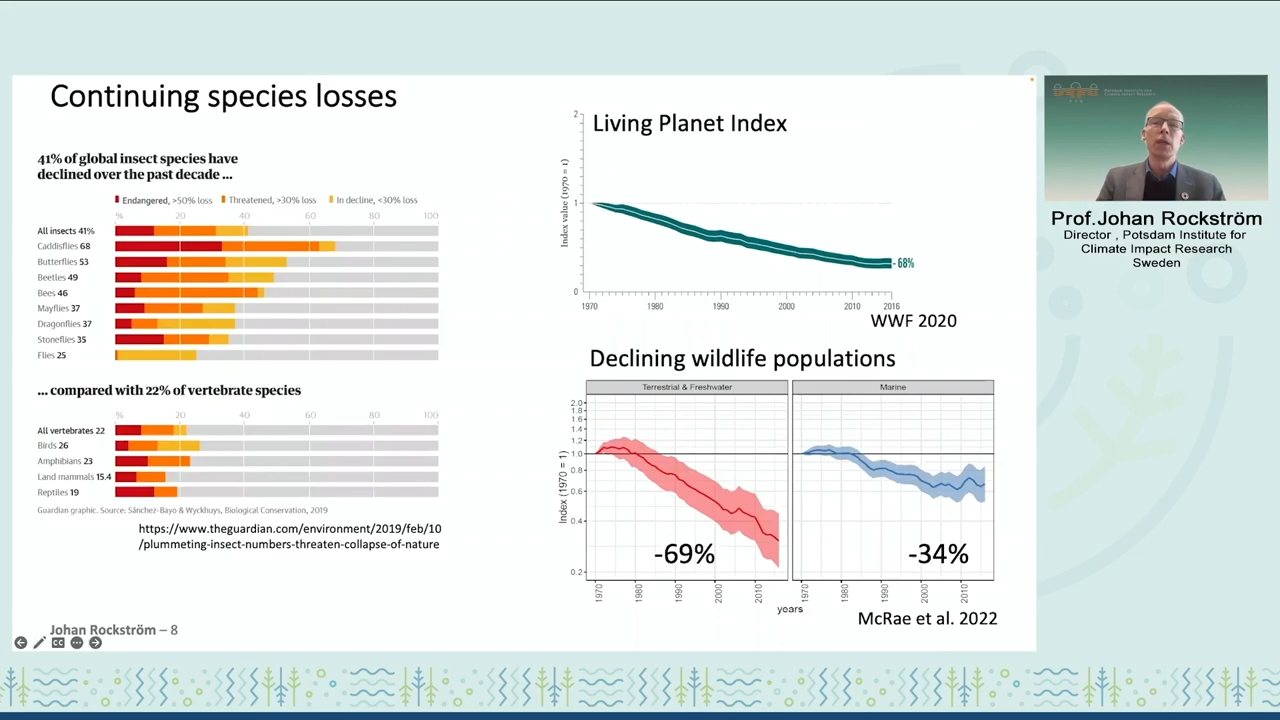 Continuing species losses
41% of global insect species have
declined over the past decade ...
Endangered, >50% loss
Threatened, >30% loss
In decline, <30% loss
% 20 40 60 80 100
All insects 41%
Caddisflies 68
Butterflies 53
Beetles 49
Bees 46
Mayflies 37
Dragonflies 37
Stoneflies 35
Flies 25
... compared with 22% of vertebrate species
% 20 40 60 80 100
All vertebrates 22
Birds 26
Amphibians 23
Land mammals 15.4
Reptiles 19
Guardian graphic. Source: Sánchez-Bayo & Wyckhuys, Biological Conservation, 2019
https://www.theguardian.com/environment/2019/feb/10
/plummeting-insect-numbers-threaten-collapse-of-nature
Johan Rockström – 8
CC
Living Planet Index
Index value (1970 = 1)
2
1
0
-68%
1970 1980 1990 2000 2010 2016
WWF 2020
Declining wildlife populations
Terrestrial & Freshwater
Marine
Index (1970 = 1)
2.0
1.8
1.6
1.4
1.2
1.0
0.8
0.6
0.4
0.2
-69%
-34%
1970 1980 1990 2000 2010
1970 1980 1990 2000 2010
years
McRae et al. 2022
Prof.Johan Rockström
Director , Potsdam Institute for
Climate Impact Research
Sweden